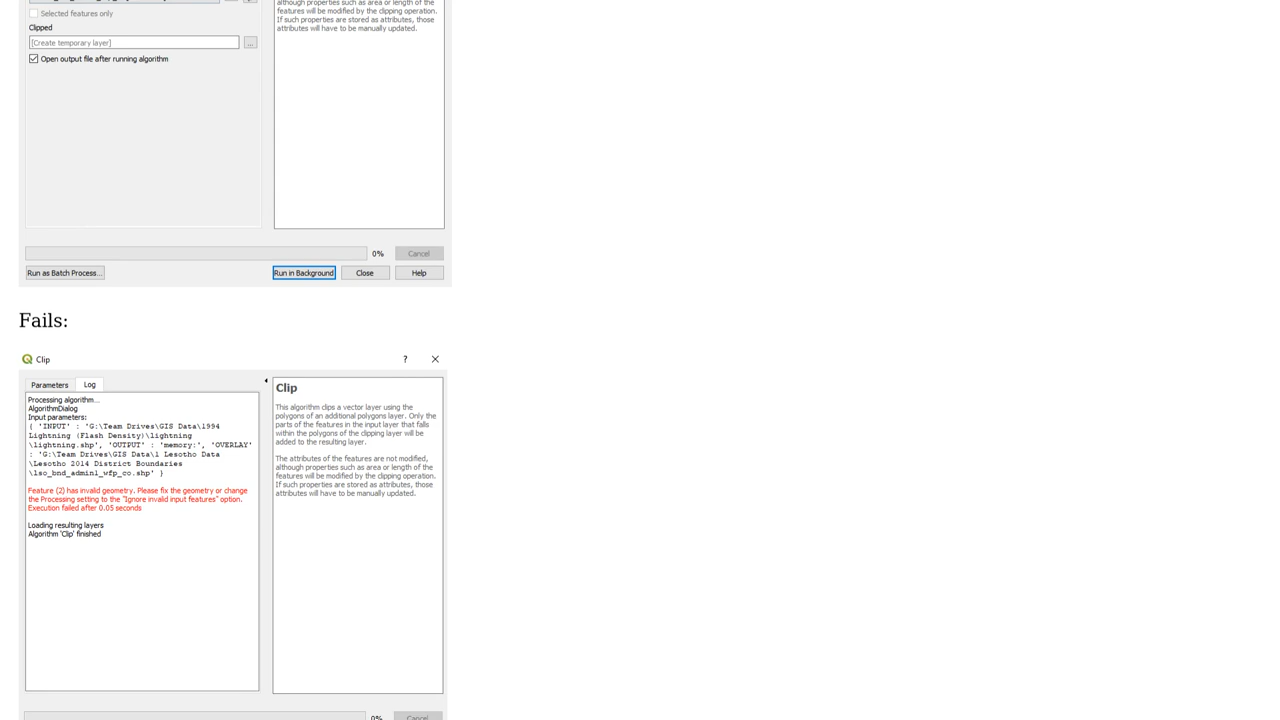 although properties such as area or length of the
Selected features only
features will be modified by the clipping operation.
If such properties are stored as attributes, those
attributes will have to be manually updated.
Clipped
[Create temporary layer]
...
Open output file after running algorithm
0%
Cancel
Run as Batch Process...
Run in Background
Close
Help
Fails:
Clip
?
Parameters
Log
Processing algorithm...
AlgorithmDialog
Input parameters:
{ 'INPUT' : 'G:\Team Drives\GIS Data\1994
Lightning (Flash Density)\lightning
\lightning.shp', 'OUTPUT' : 'memory:', 'OVERLAY'
: 'G:\Team Drives\GIS Data\1 Lesotho Data
\Lesotho 2014 District Boundaries
\lso_bnd_admin1_wfp_co.shp' }
Feature (2) has invalid geometry. Please fix the geometry or change
the Processing setting to the "Ignore invalid input features" option.
Execution failed after 0.05 seconds
Loading resulting layers
Algorithm 'Clip' finished
Clip
This algorithm clips a vector layer using the
polygons of an additional polygons layer. Only the
parts of the features in the input layer that falls
within the polygons of the clipping layer will be
added to the resulting layer.
The attributes of the features are not modified,
although properties such as area or length of the
features will be modified by the clipping operation.
If such properties are stored as attributes, those
attributes will have to be manually updated.
0%
Cancel